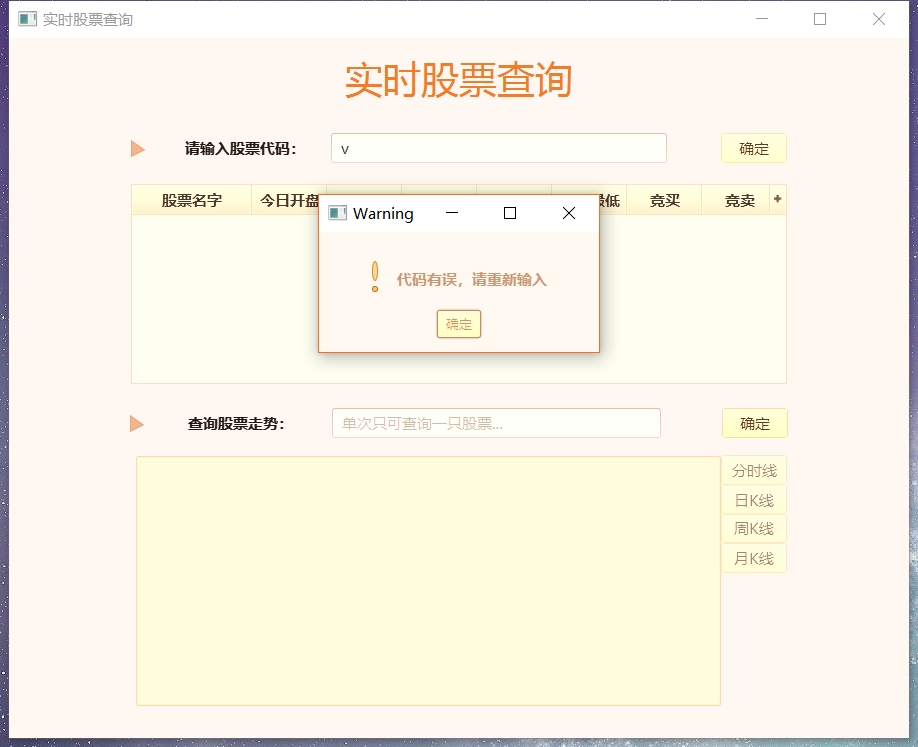 实时股票查询
实时股票查询
请输入股票代码：
v
确定
股票名字
今日开盘
最低
竞买
竞卖
+
Warning
代码有误，请重新输入
确定
查询股票走势：
单次只可查询一只股票...
确定
分时线
日K线
周K线
月K线